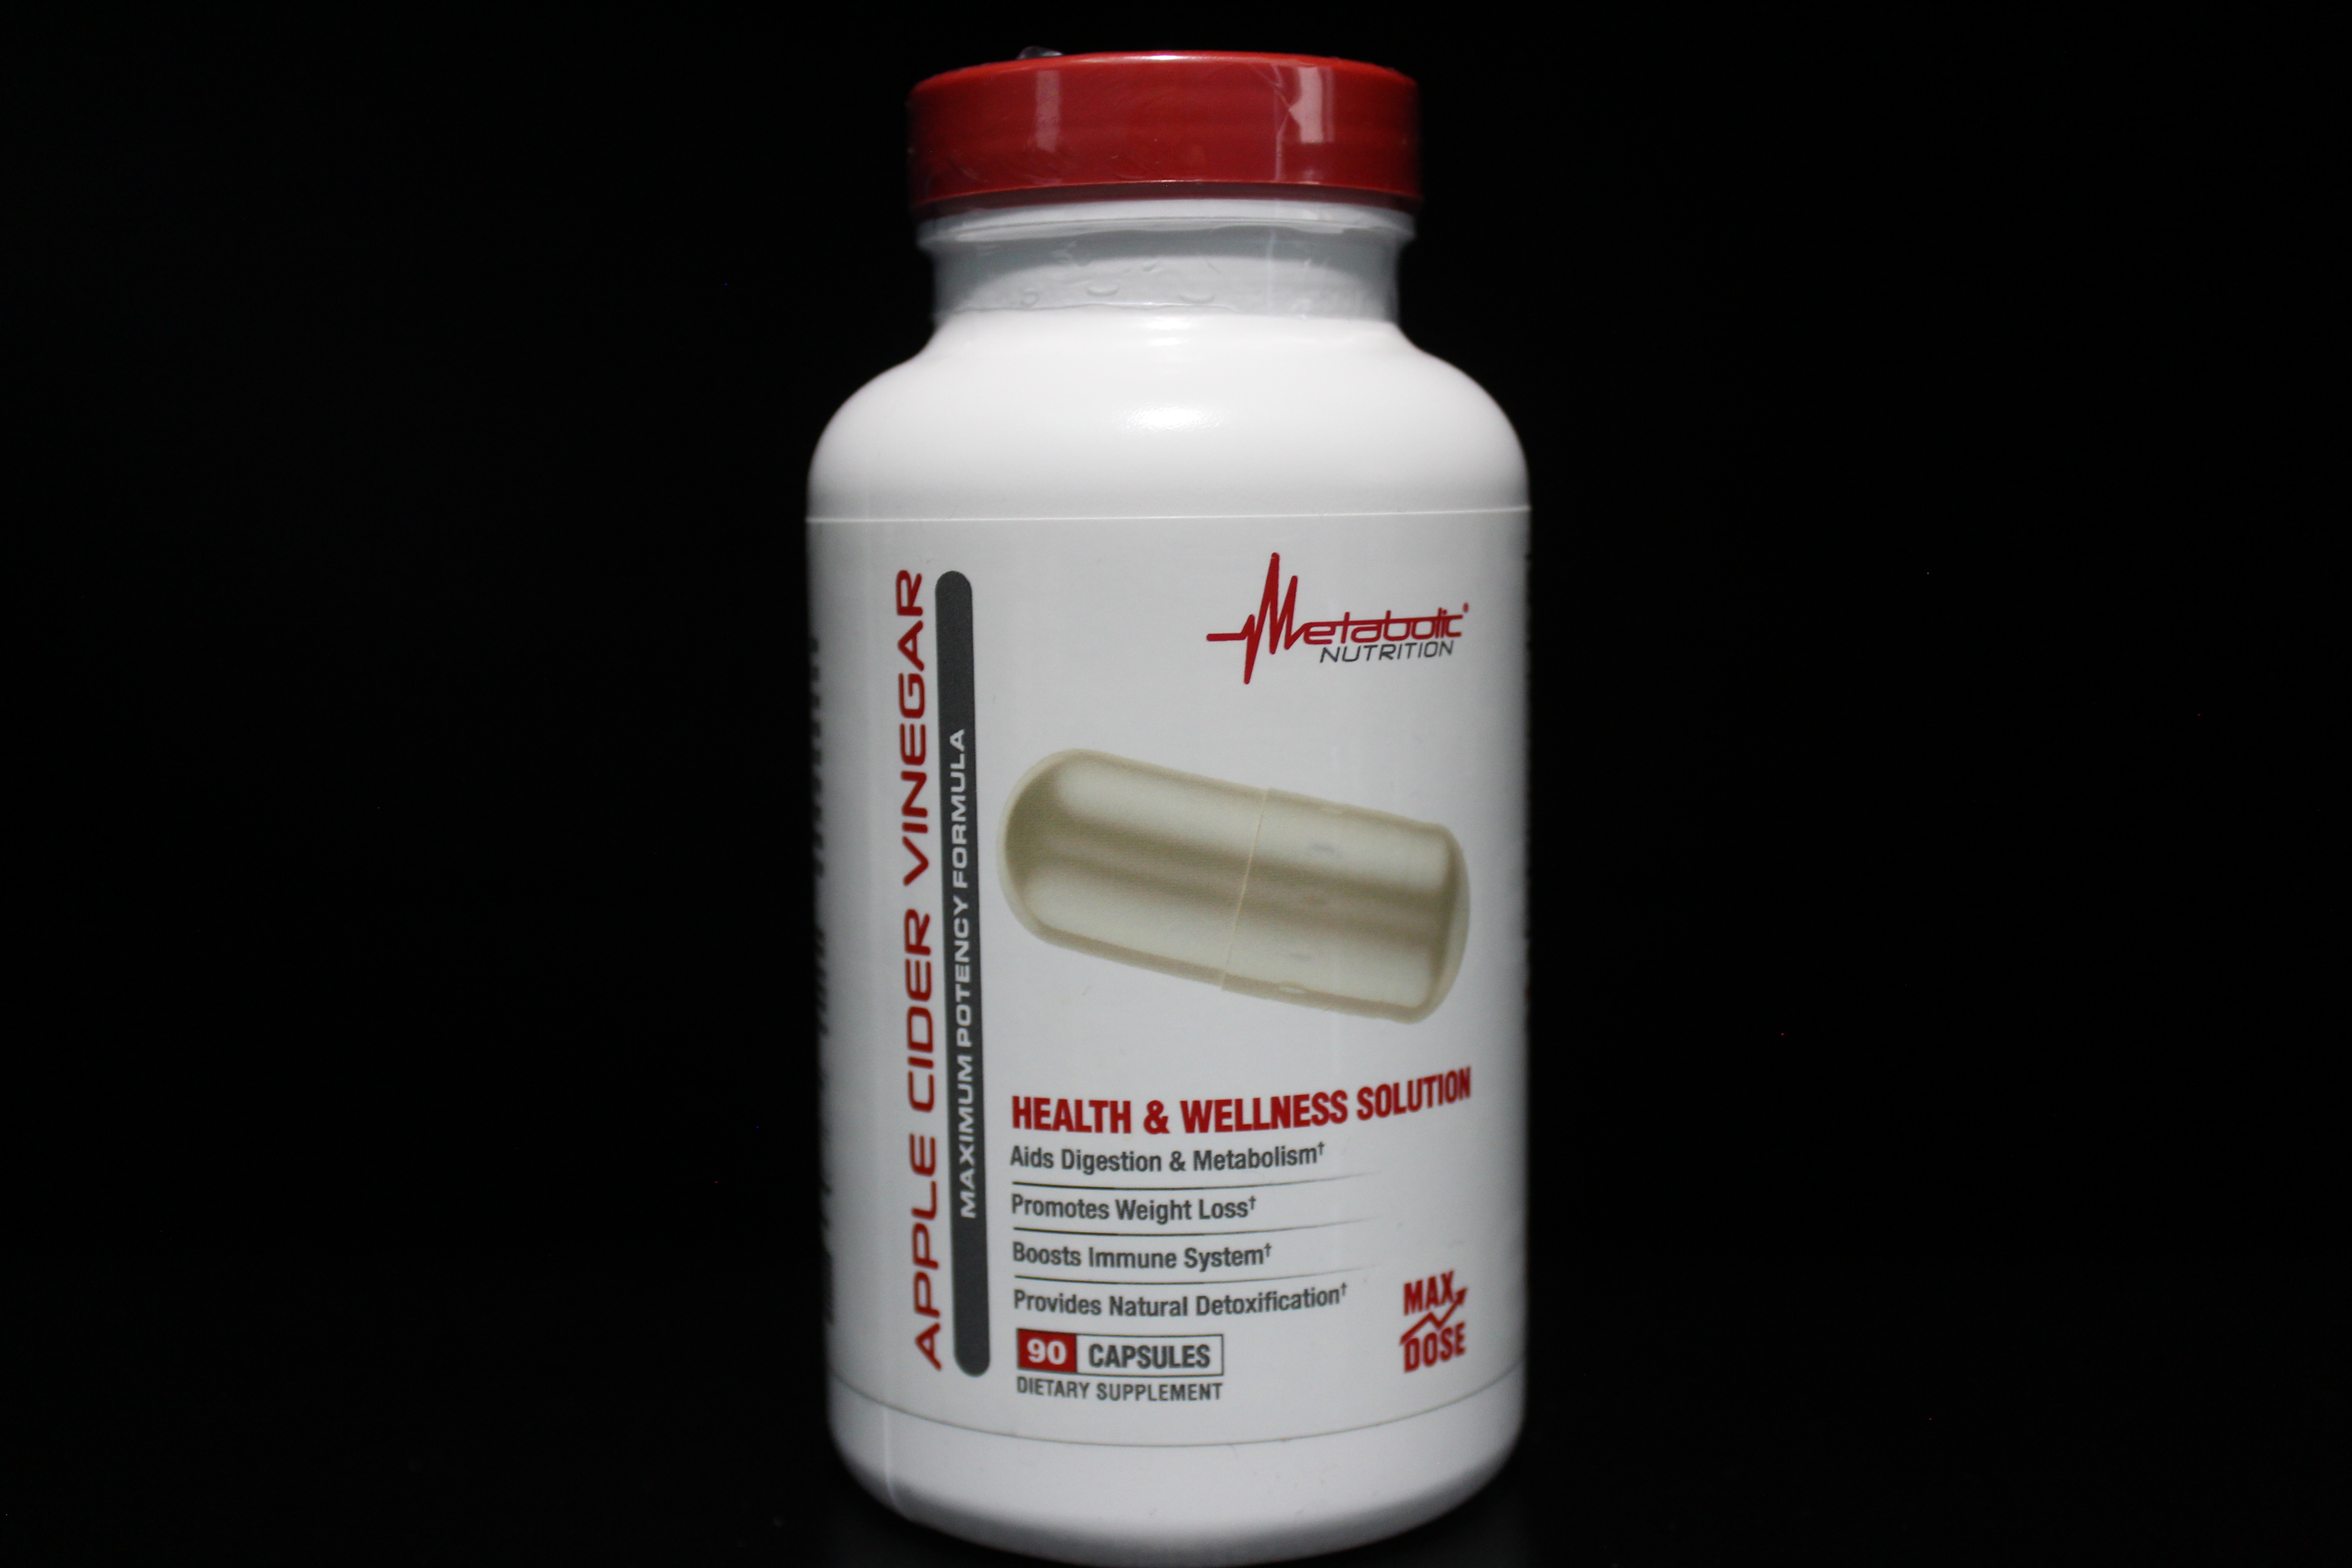 Metabolic®
NUTRITION
APPLE CIDER VINEGAR
MAXIMUM POTENCY FORMULA
HEALTH & WELLNESS SOLUTION
Aids Digestion & Metabolism†
Promotes Weight Loss†
Boosts Immune System†
Provides Natural Detoxification†
90 CAPSULES
DIETARY SUPPLEMENT
MAX
DOSE